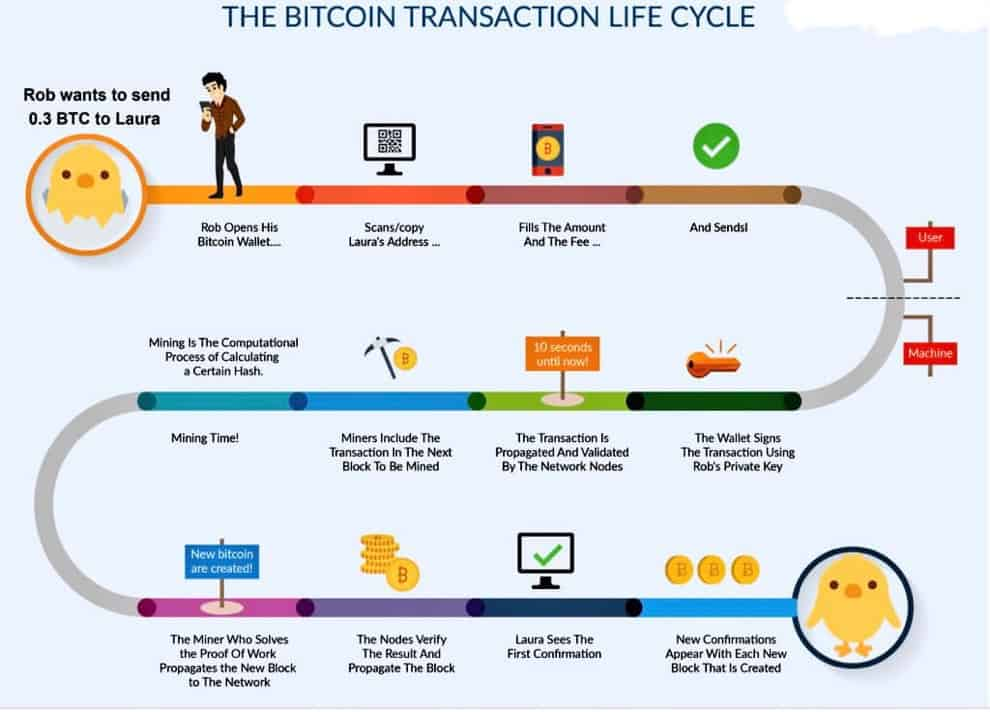 THE BITCOIN TRANSACTION LIFE CYCLE
Rob wants to send
0.3 BTC to Laura
Rob Opens His
Bitcoin Wallet....
Scans/copy
Laura's Address ...
Fills The Amount
And The Fee ...
And Sends!
User
Machine
The Wallet Signs
The Transaction Using
Rob's Private Key
10 seconds
until now!
The Transaction Is
Propagated And Validated
By The Network Nodes
Miners Include The
Transaction In The Next
Block To Be Mined
Mining Is The Computational
Process of Calculating
a Certain Hash.
Mining Time!
New bitcoin
are created!
The Miner Who Solves
the Proof Of Work
Propagates the New Block
to The Network
The Nodes Verify
The Result And
Propagate The Block
Laura Sees The
First Confirmation
New Confirmations
Appear With Each New
Block That Is Created